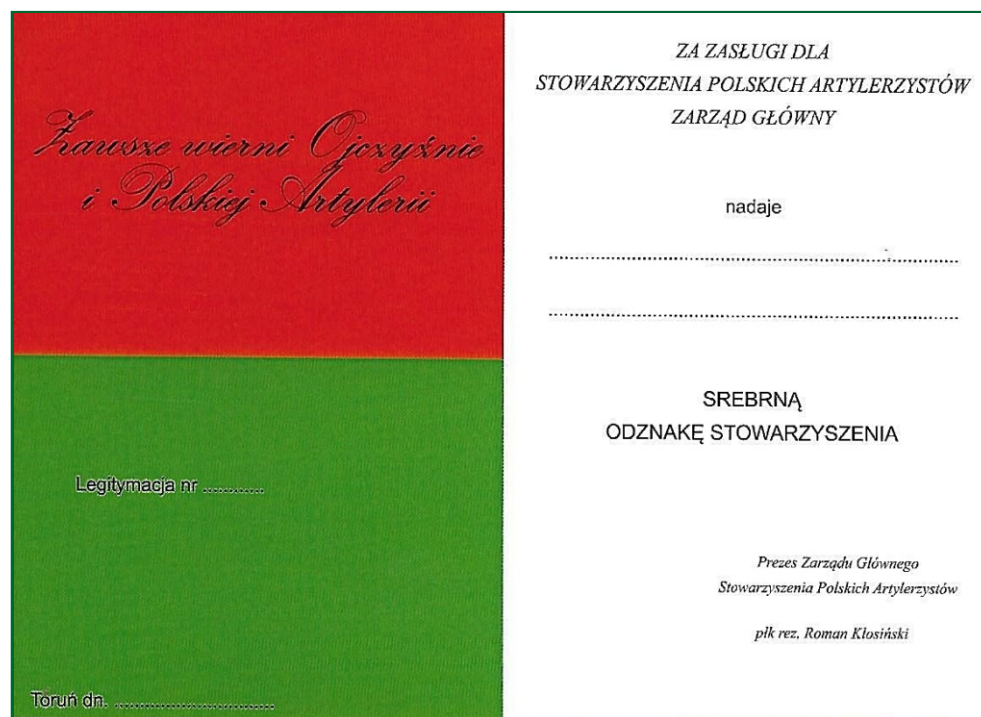 Zawsze wierni Ojczyźnie
i Polskiej Artylerii
Legitymacja nr ............
Toruń dn. ..............................
ZA ZASŁUGI DLA
STOWARZYSZENIA POLSKICH ARTYLERZYSTÓW
ZARZĄD GŁÓWNY
nadaje
................................................................................
................................................................................
SREBRNĄ
ODZNAKĘ STOWARZYSZENIA
Prezes Zarządu Głównego
Stowarzyszenia Polskich Artylerzystów
płk rez. Roman Kłosiński